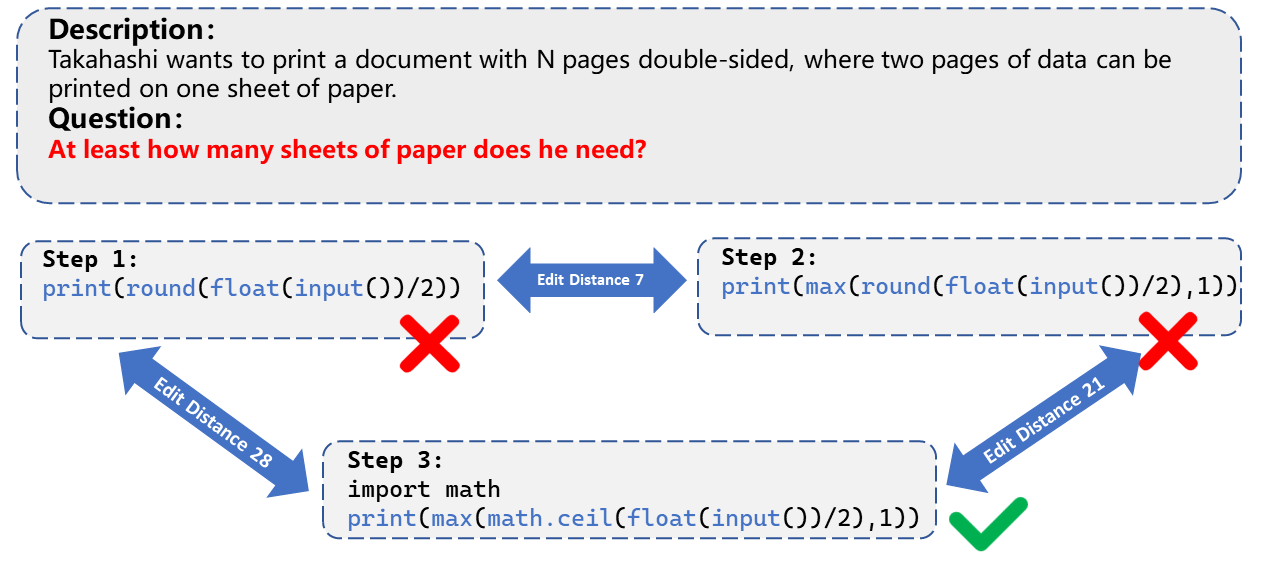 Description:
Takahashi wants to print a document with N pages double-sided, where two pages of data can be
printed on one sheet of paper.
Question:
At least how many sheets of paper does he need?
Step 1:
print(round(float(input())/2))
Edit Distance 7
Step 2:
print(max(round(float(input())/2),1))
Edit Distance 28
Edit Distance 21
Step 3:
import math
print(max(math.ceil(float(input())/2),1))